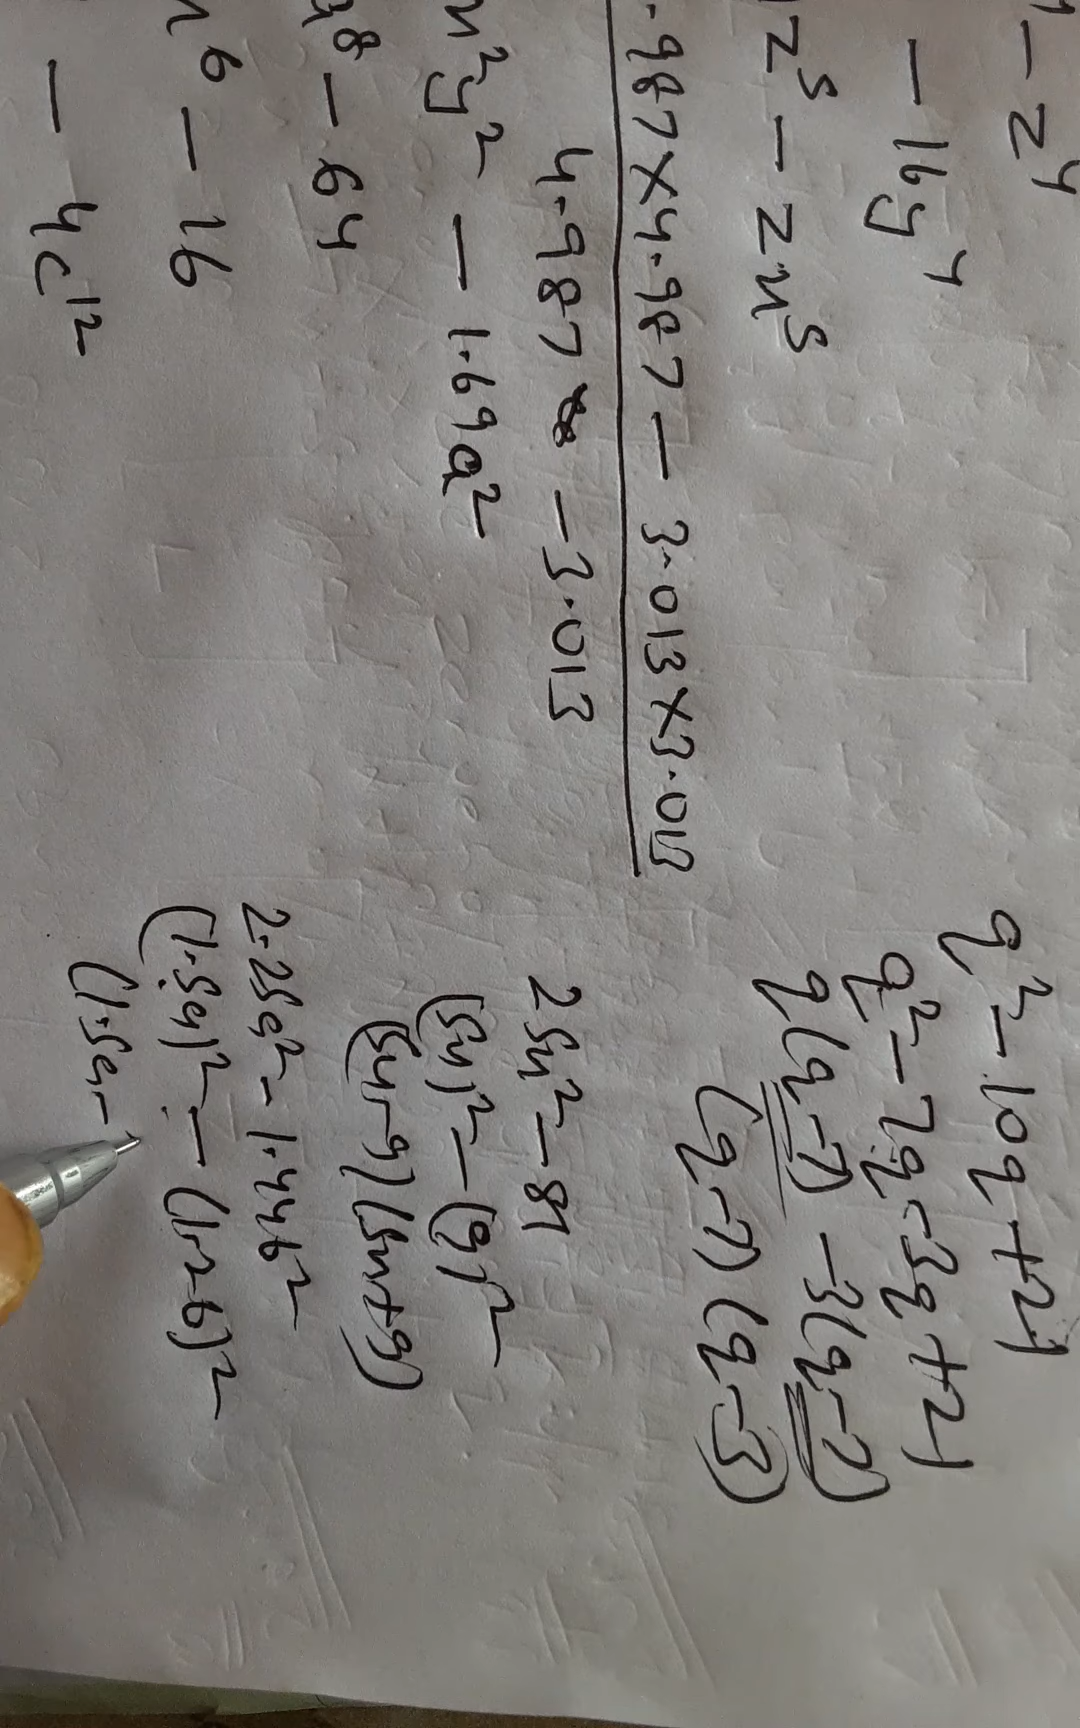 - z⁴
- 16y⁴
z⁵ - zx⁵
.987×4.987 - 3.013×3.013
4.987 - 3.013
x²y² - 1.69a²
x⁸ - 64
x⁶ - 16
- 4c¹²
q² - 10q + 21
q² - 7q - 3q + 21
q(q-7) - 3(q-7)
(q-7) (q-3)
25x² - 81
(5x)² - (9)²
(5x-9) (5x+9)
2.25a² - 1.44b²
(1.5a)² - (1.2b)²
(1.5a -